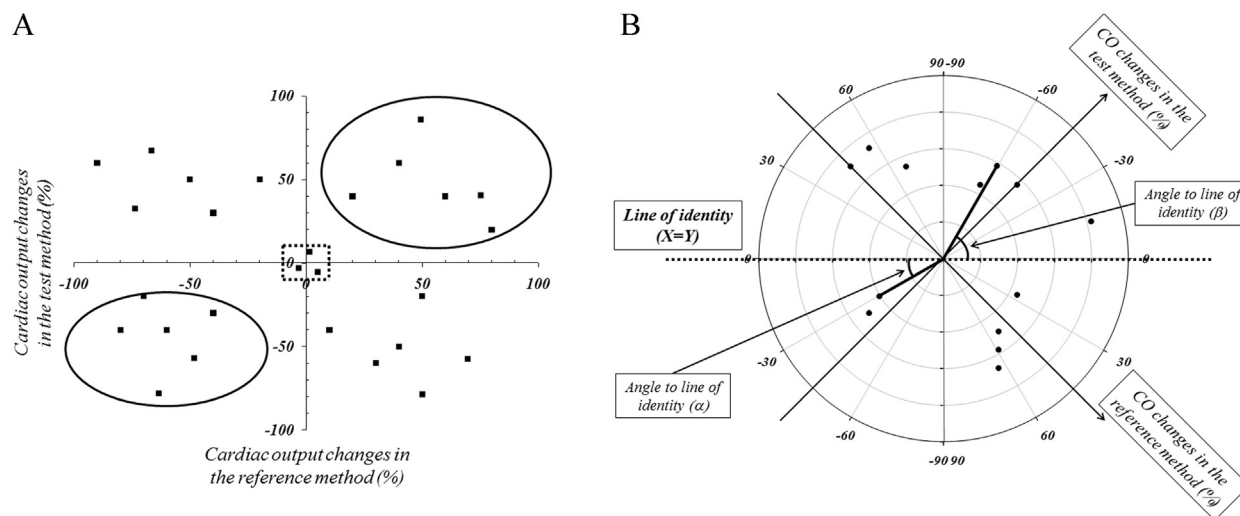 A
Cardiac output changes
in the test method (%)
100
50
0
-50
-100
-100
-50
0
50
100
Cardiac output changes in
the reference method (%)
B
90 -90
60
-60
30
-30
0
0
-30
30
-60
60
-90 90
CO changes in the
test method (%)
Angle to line of
identity (β)
Line of identity
(X=Y)
Angle to line of
identity (α)
CO changes in the
reference method (%)